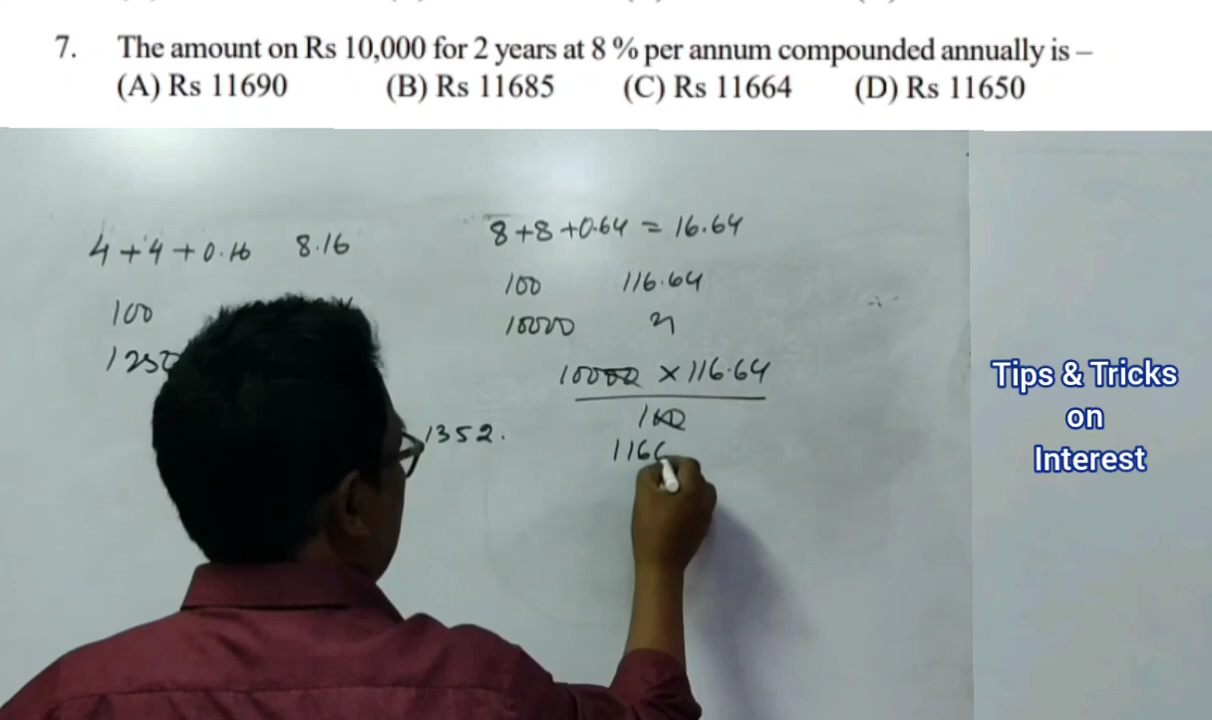 7. The amount on Rs 10,000 for 2 years at 8 % per annum compounded annually is –
(A) Rs 11690 (B) Rs 11685 (C) Rs 11664 (D) Rs 11650
4+4+0.16 8.16
100
1250
1352.
8+8+0.64 = 16.64
100 116.64
10000 ?
10000 × 116.64
100
1166
Tips & Tricks
on
Interest